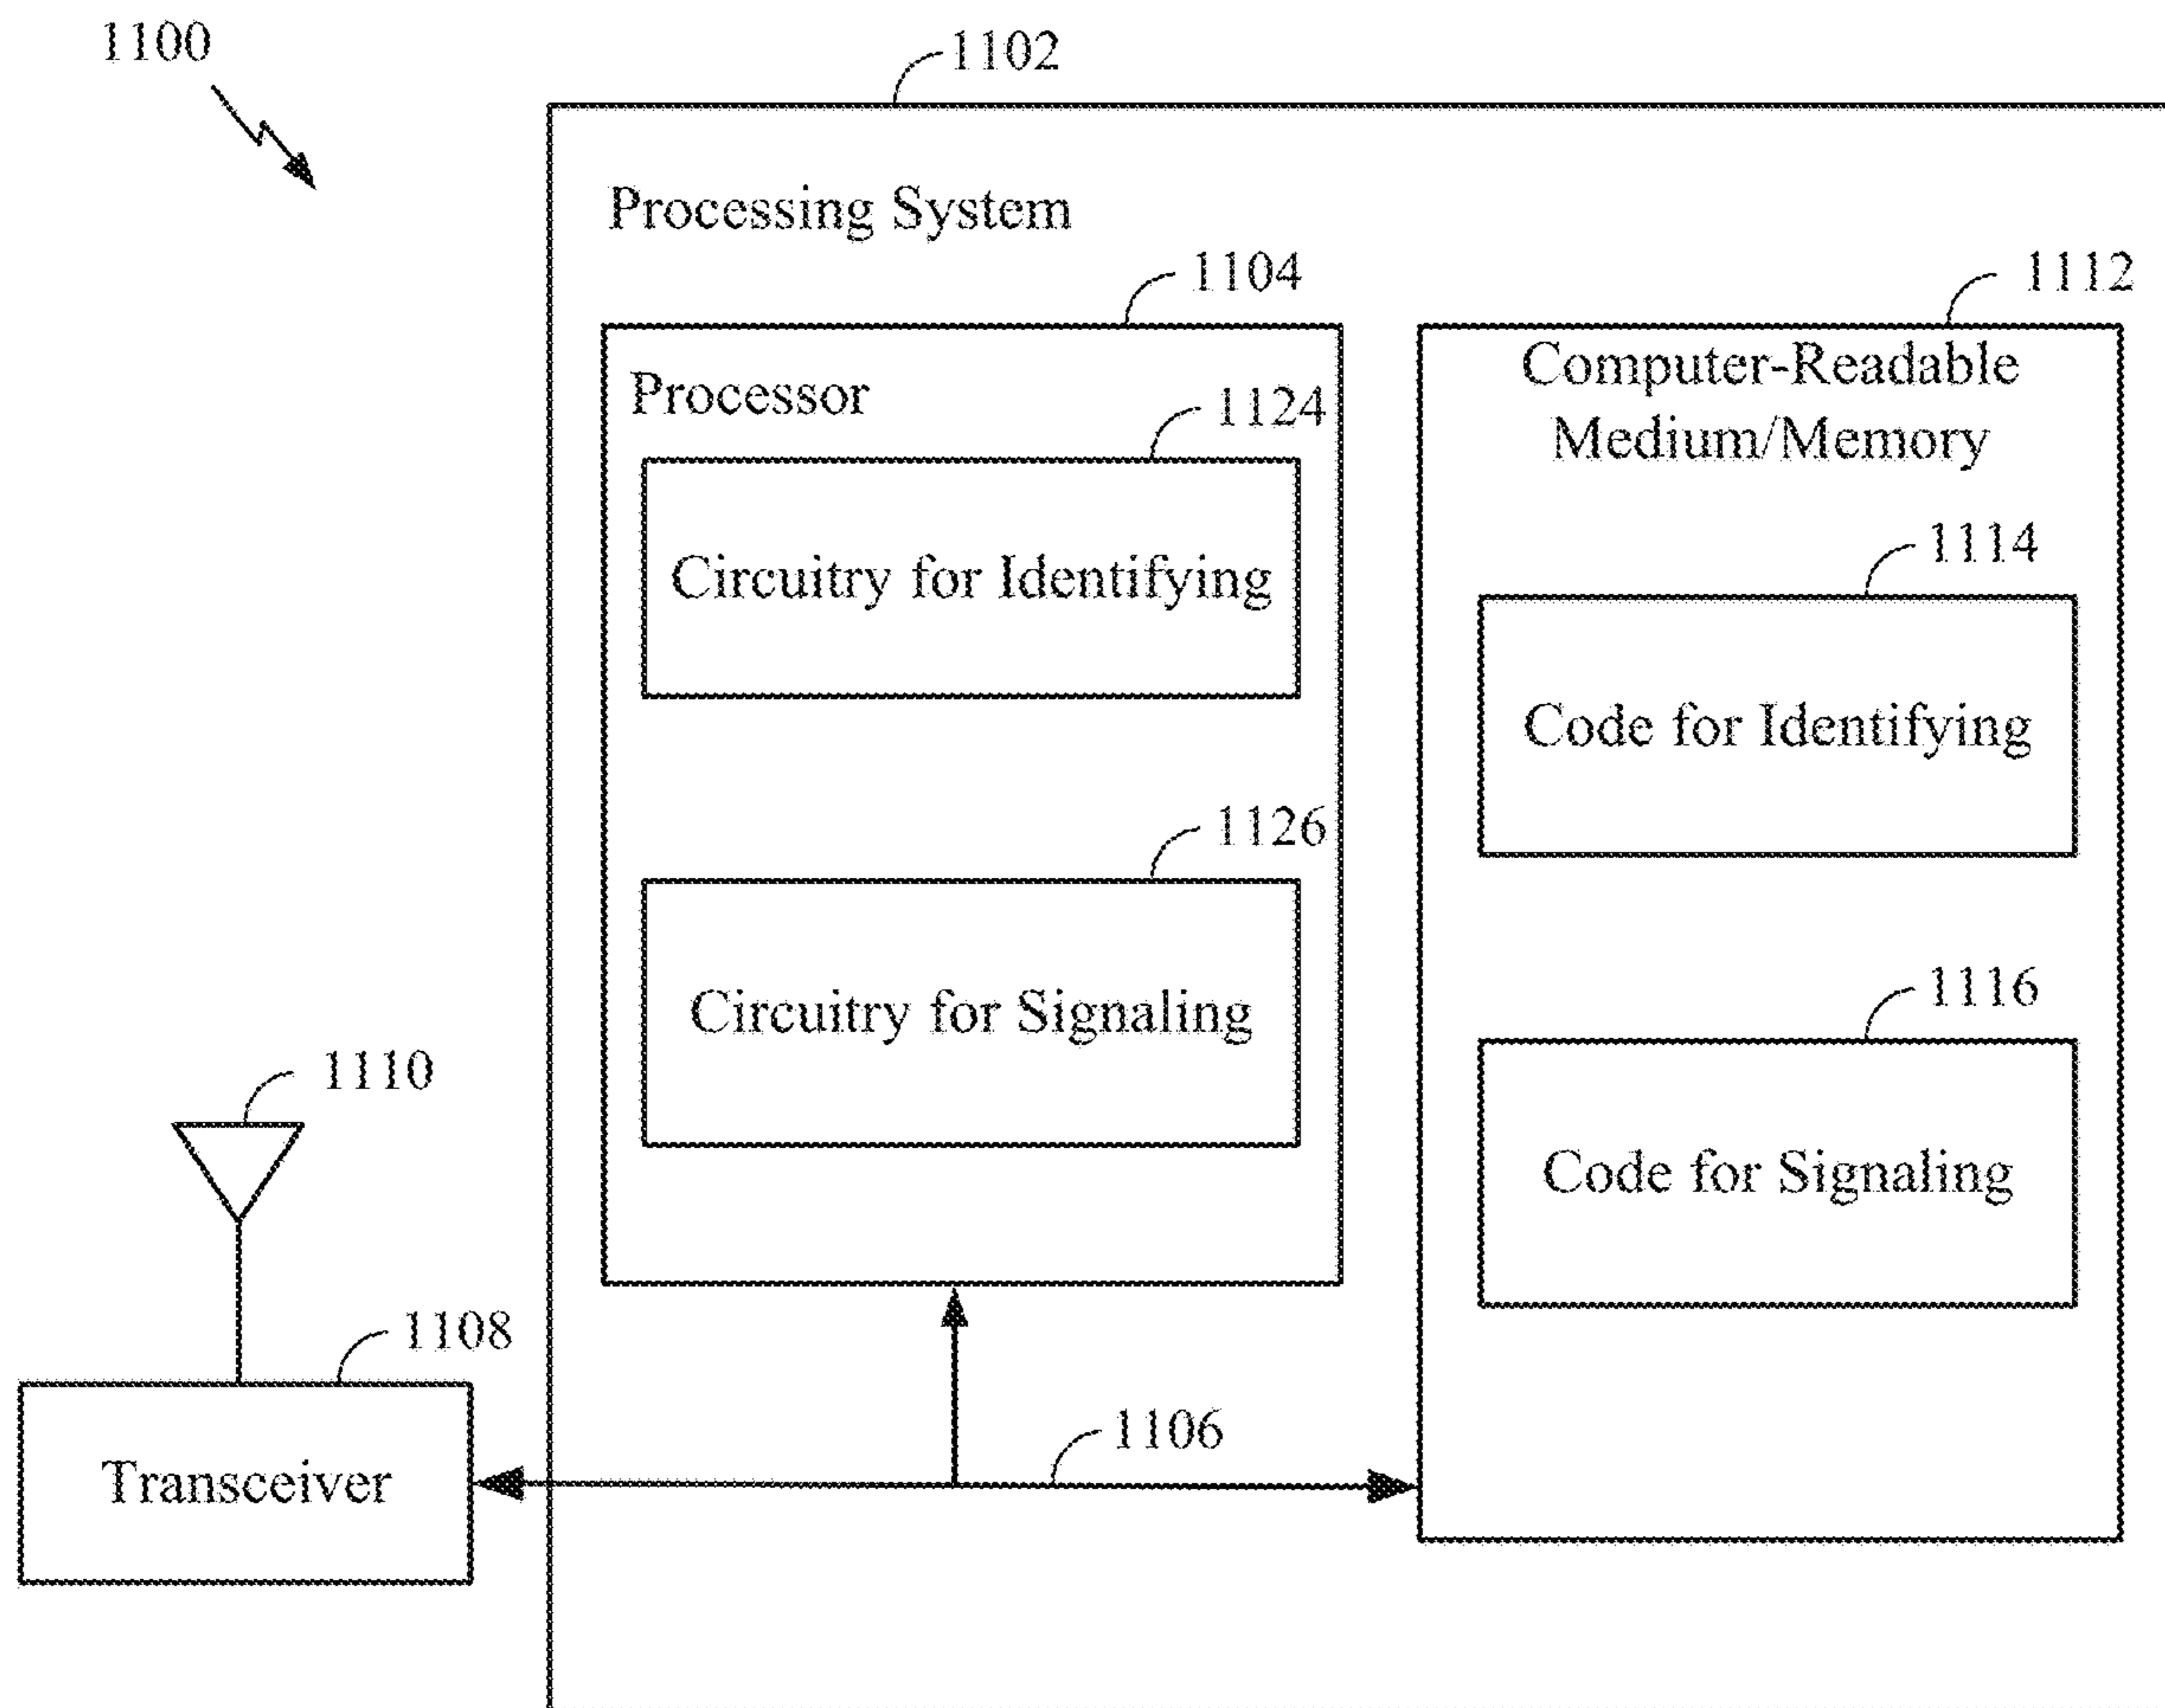 1100
1102
Processing System
1104
1112
Processor
Computer-Readable
Medium/Memory
1124
Circuitry for Identifying
1114
Code for Identifying
1126
Circuitry for Signaling
1116
Code for Signaling
1110
1108
Transceiver
1106